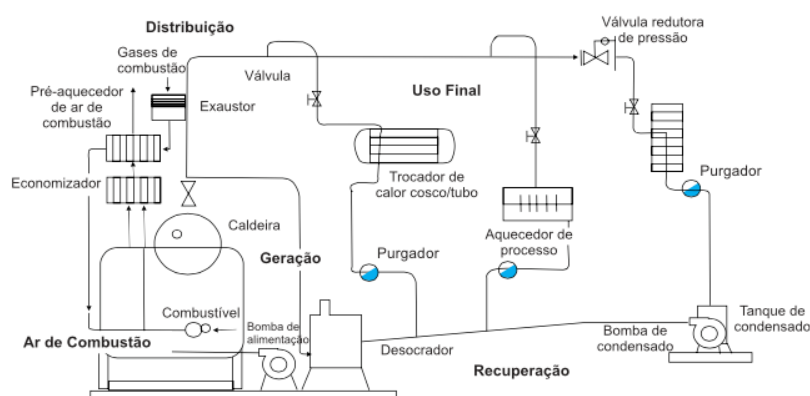 Distribuição
Gases de
combustão
Válvula redutora
de pressão
Pré-aquecedor
de ar de
combustão
Exaustor
Válvula
Uso Final
Economizador
Trocador de
calor cosco/tubo
Purgador
Caldeira
Aquecedor de
processo
Geração
Purgador
Combustível
Bomba de
alimentação
Ar de Combustão
Desocrador
Bomba de
condensado
Tanque de
condensado
Recuperação